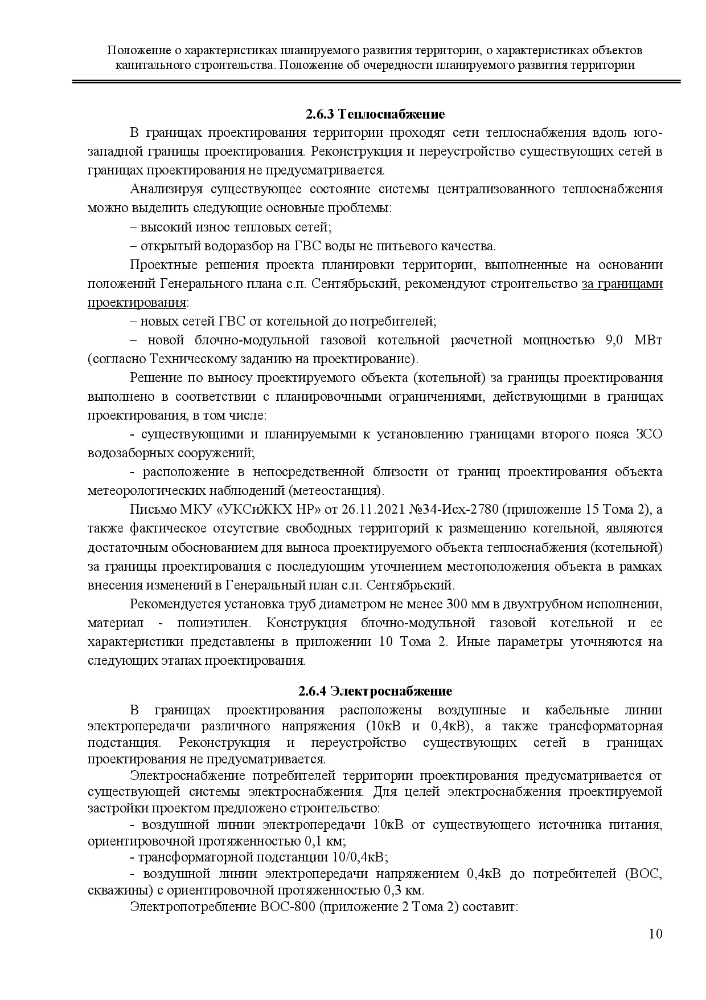 Положение о характеристиках планируемого развития территории, о характеристиках объектов
капитального строительства. Положение об очередности планируемого развития территории
2.6.3 Теплоснабжение
В границах проектирования территории проходят сети теплоснабжения вдоль юго-
западной границы проектирования. Реконструкция и переустройство существующих сетей в
границах проектирования не предусматривается.
Анализируя существующее состояние системы централизованного теплоснабжения
можно выделить следующие основные проблемы:
– высокий износ тепловых сетей;
– открытый водоразбор на ГВС воды не питьевого качества.
Проектные решения проекта планировки территории, выполненные на основании
положений Генерального плана с.п. Сентябрьский, рекомендуют строительство за границами
проектирования:
– новых сетей ГВС от котельной до потребителей;
– новой блочно-модульной газовой котельной расчетной мощностью 9,0 МВт
(согласно Техническому заданию на проектирование).
Решение по выносу проектируемого объекта (котельной) за границы проектирования
выполнено в соответствии с планировочными ограничениями, действующими в границах
проектирования, в том числе:
- существующими и планируемыми к установлению границами второго пояса ЗСО
водозаборных сооружений;
- расположение в непосредственной близости от границ проектирования объекта
метеорологических наблюдений (метеостанция).
Письмо МКУ «УКСиЖКХ НР» от 26.11.2021 №34-Исх-2780 (приложение 15 Тома 2), а
также фактическое отсутствие свободных территорий к размещению котельной, являются
достаточным обоснованием для выноса проектируемого объекта теплоснабжения (котельной)
за границы проектирования с последующим уточнением местоположения объекта в рамках
внесения изменений в Генеральный план с.п. Сентябрьский.
Рекомендуется установка труб диаметром не менее 300 мм в двухтрубном исполнении,
материал - полиэтилен. Конструкция блочно-модульной газовой котельной и ее
характеристики представлены в приложении 10 Тома 2. Иные параметры уточняются на
следующих этапах проектирования.
2.6.4 Электроснабжение
В границах проектирования расположены воздушные и кабельные линии
электропередачи различного напряжения (10кВ и 0,4кВ), а также трансформаторная
подстанция. Реконструкция и переустройство существующих сетей в границах
проектирования не предусматривается.
Электроснабжение потребителей территории проектирования предусматривается от
существующей системы электроснабжения. Для целей электроснабжения проектируемой
застройки проектом предложено строительство:
- воздушной линии электропередачи 10кВ от существующего источника питания,
ориентировочной протяженностью 0,1 км;
- трансформаторной подстанции 10/0,4кВ;
- воздушной линии электропередачи напряжением 0,4кВ до потребителей (ВОС,
скважины) с ориентировочной протяженностью 0,3 км.
Электропотребление ВОС-800 (приложение 2 Тома 2) составит:
10